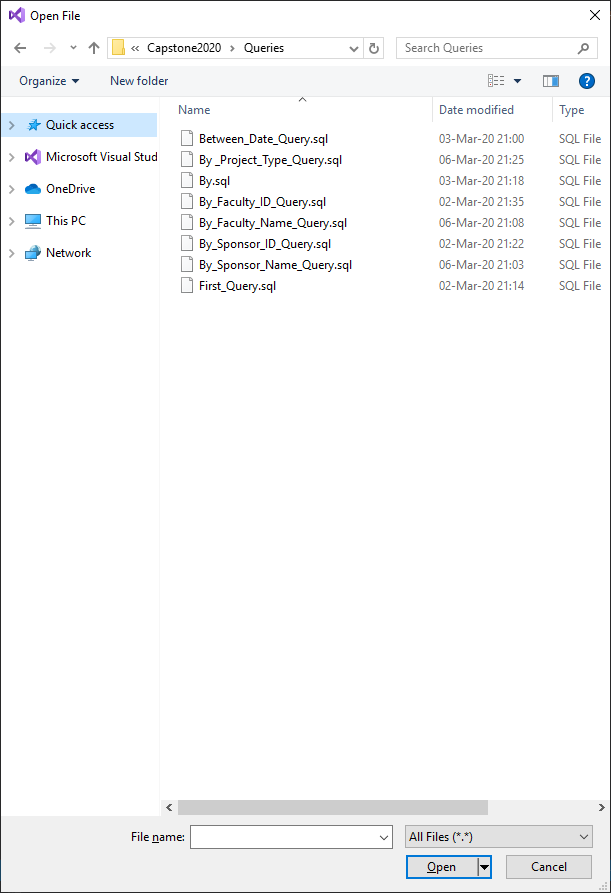 Open File
« Capstone2020 › Queries
Search Queries
Organize
New folder
?
Name
Date modified
Type
Quick access
Microsoft Visual Stud
OneDrive
This PC
Network
Between_Date_Query.sql 03-Mar-20 21:00 SQL File
By _Project_Type_Query.sql 06-Mar-20 21:25 SQL File
By.sql 03-Mar-20 21:18 SQL File
By_Faculty_ID_Query.sql 02-Mar-20 21:35 SQL File
By_Faculty_Name_Query.sql 06-Mar-20 21:08 SQL File
By_Sponsor_ID_Query.sql 02-Mar-20 21:22 SQL File
By_Sponsor_Name_Query.sql 06-Mar-20 21:03 SQL File
First_Query.sql 02-Mar-20 21:14 SQL File
File name:
All Files (*.*)
Open
Cancel